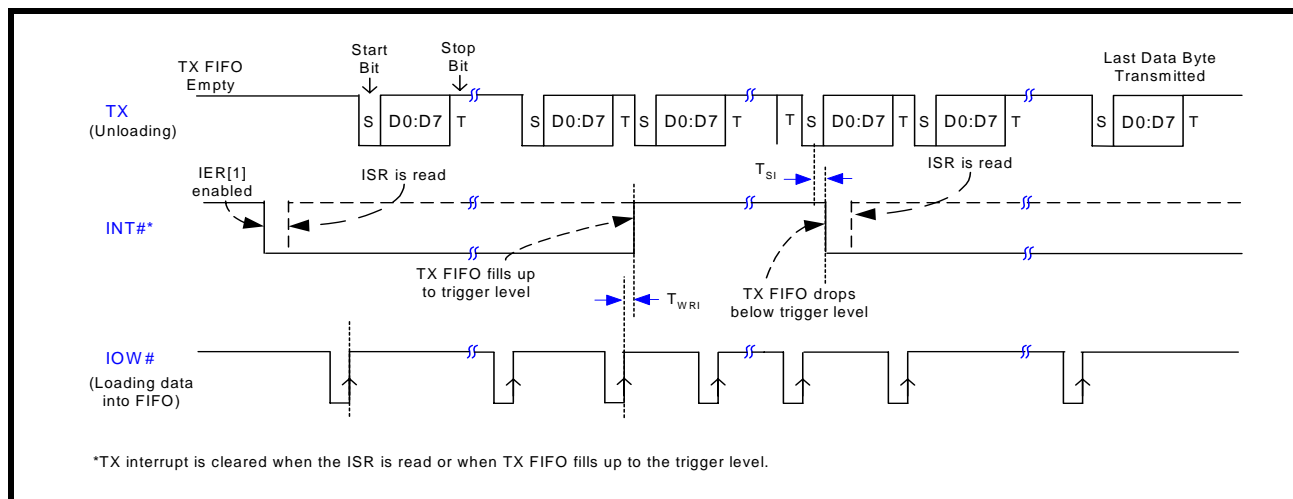 Start
Bit
Stop
Bit
TX FIFO
Empty
Last Data Byte
Transmitted
TX
(Unloading)
S D0:D7 T S D0:D7 T S D0:D7 T T S D0:D7 T S D0:D7 T S D0:D7 T
TSI
IER[1]
enabled
ISR is read
ISR is read
INT#*
TX FIFO fills up
to trigger level
TX FIFO drops
below trigger level
TWRI
IOW#
(Loading data
into FIFO)
*TX interrupt is cleared when the ISR is read or when TX FIFO fills up to the trigger level.